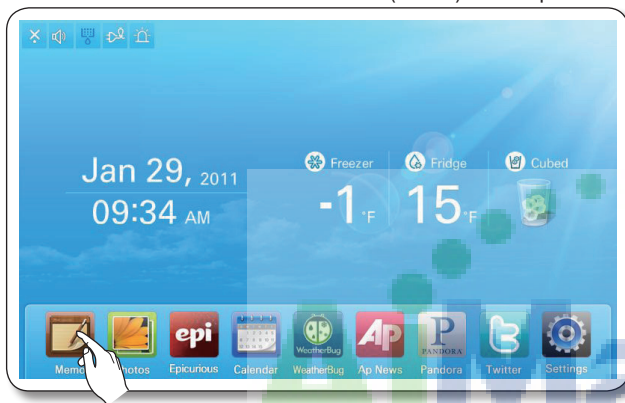 Jan 29, 2011
09:34 AM
Freezer
-1 °F
Fridge
15 °F
Cubed
epi
WeatherBug
Ap
P
PANDORA
Memo
Photos
Epicurious
Calendar
WeatherBug
Ap News
Pandora
Twitter
Settings